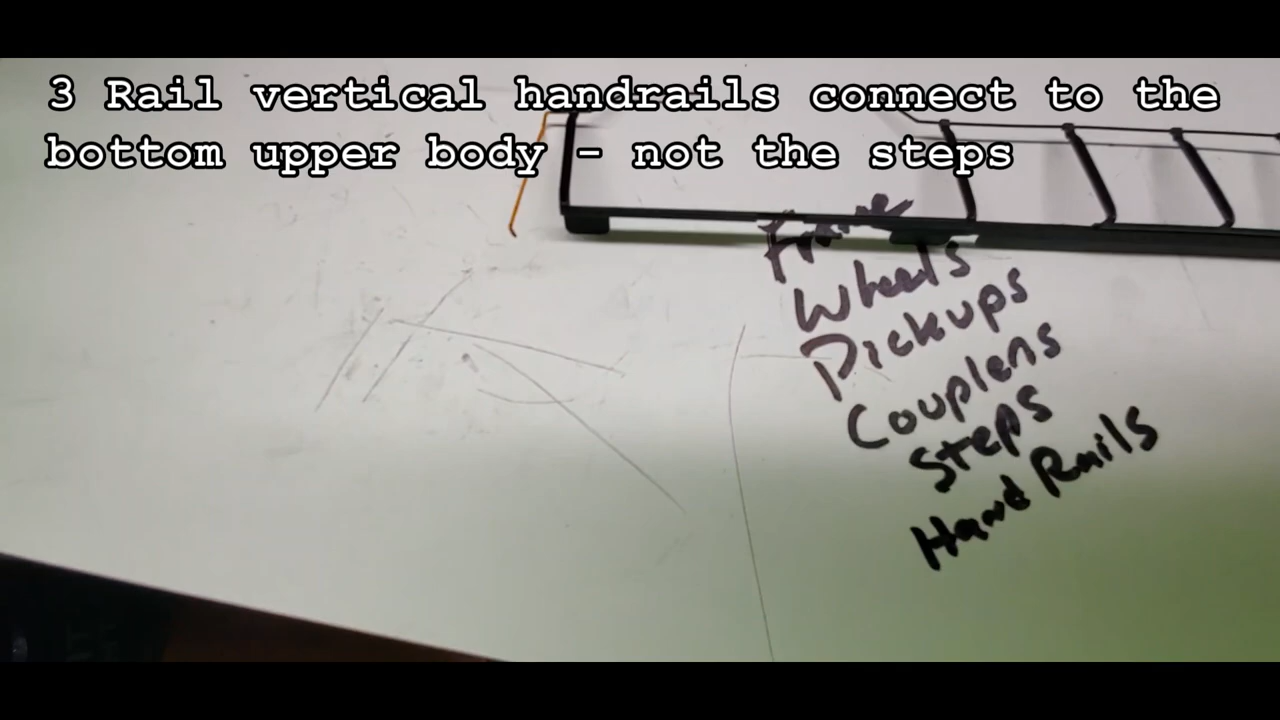 3 Rail vertical handrails connect to the
bottom upper body - not the steps
Frame
Wheels
Pickups
Couplers
Steps
Hand Rails